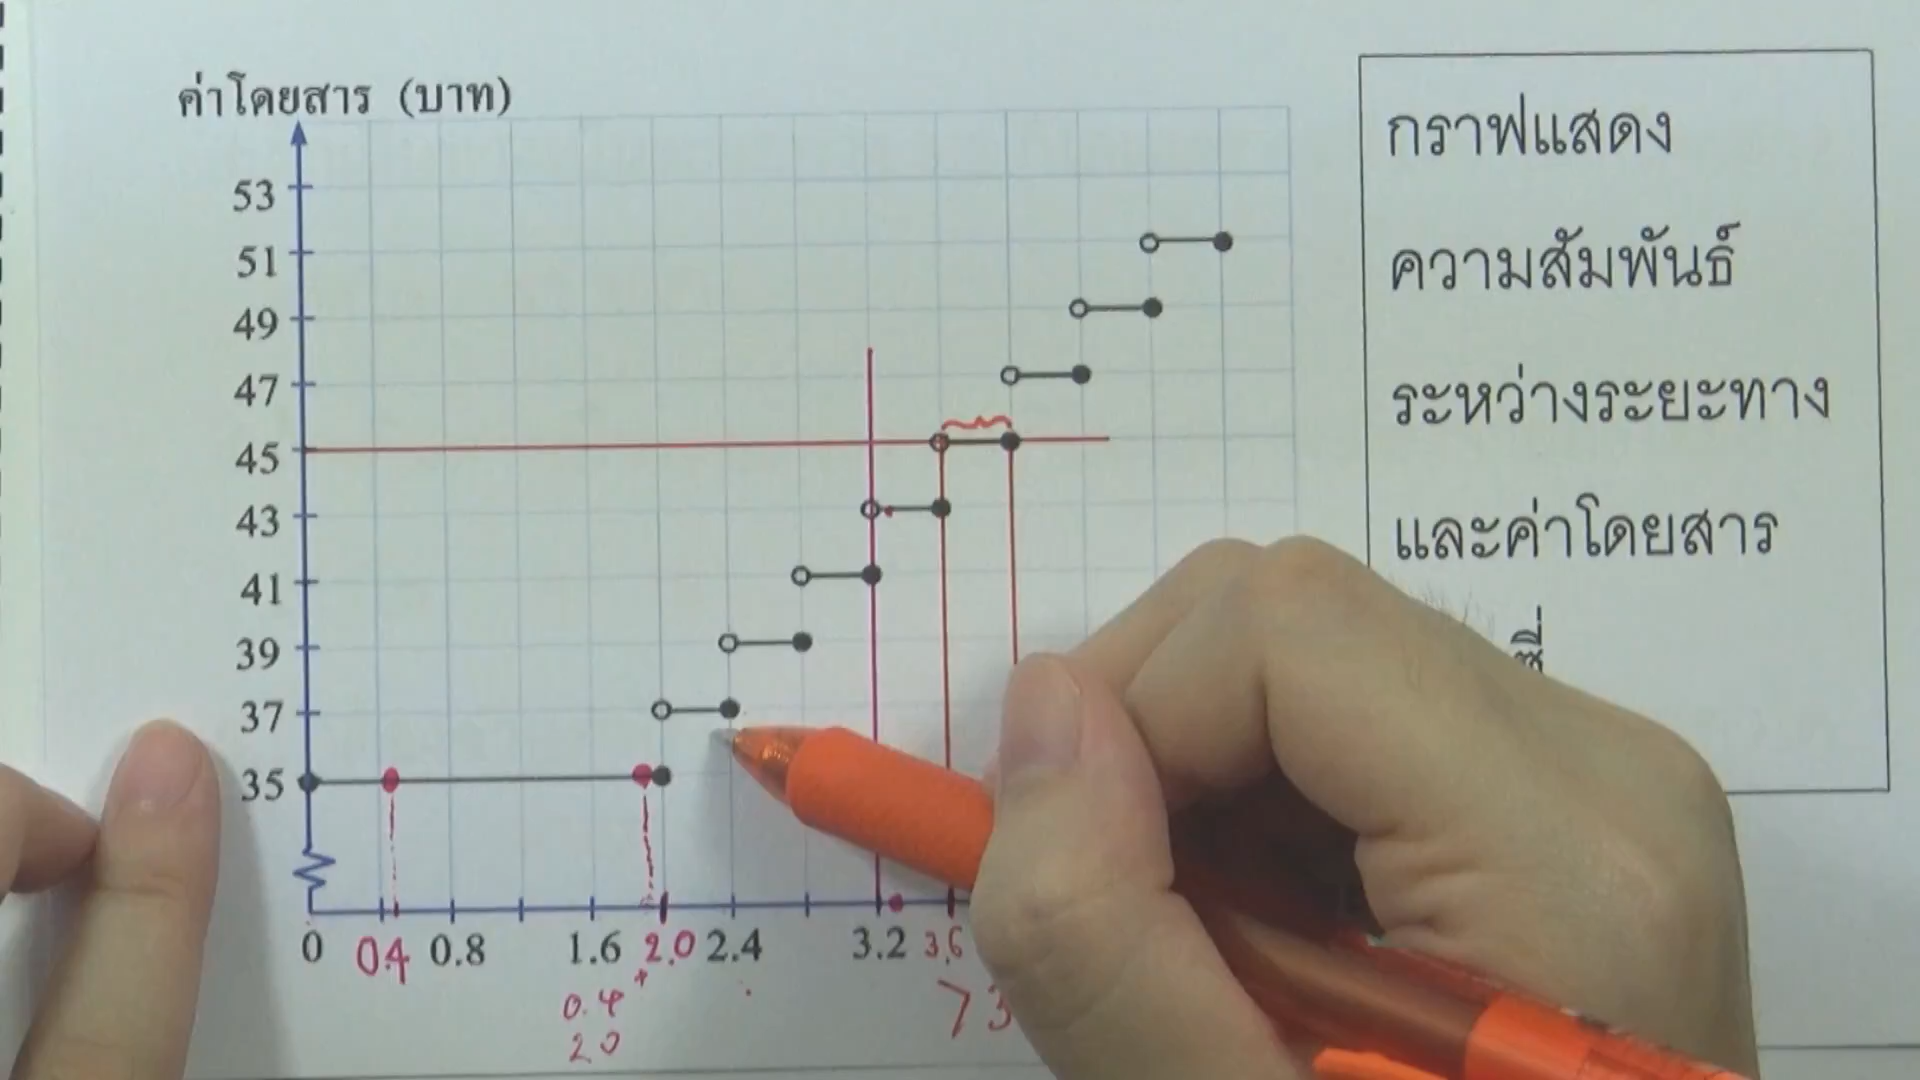 ค่าโดยสาร (บาท)
53
51
49
47
45
43
41
39
37
35
0 0.4 0.8 1.6 2.0 2.4 3.2 3.6
+
0.4
20
> 3
กราฟแสดง
ความสัมพันธ์
ระหว่างระยะทาง
และค่าโดยสาร
ซี่